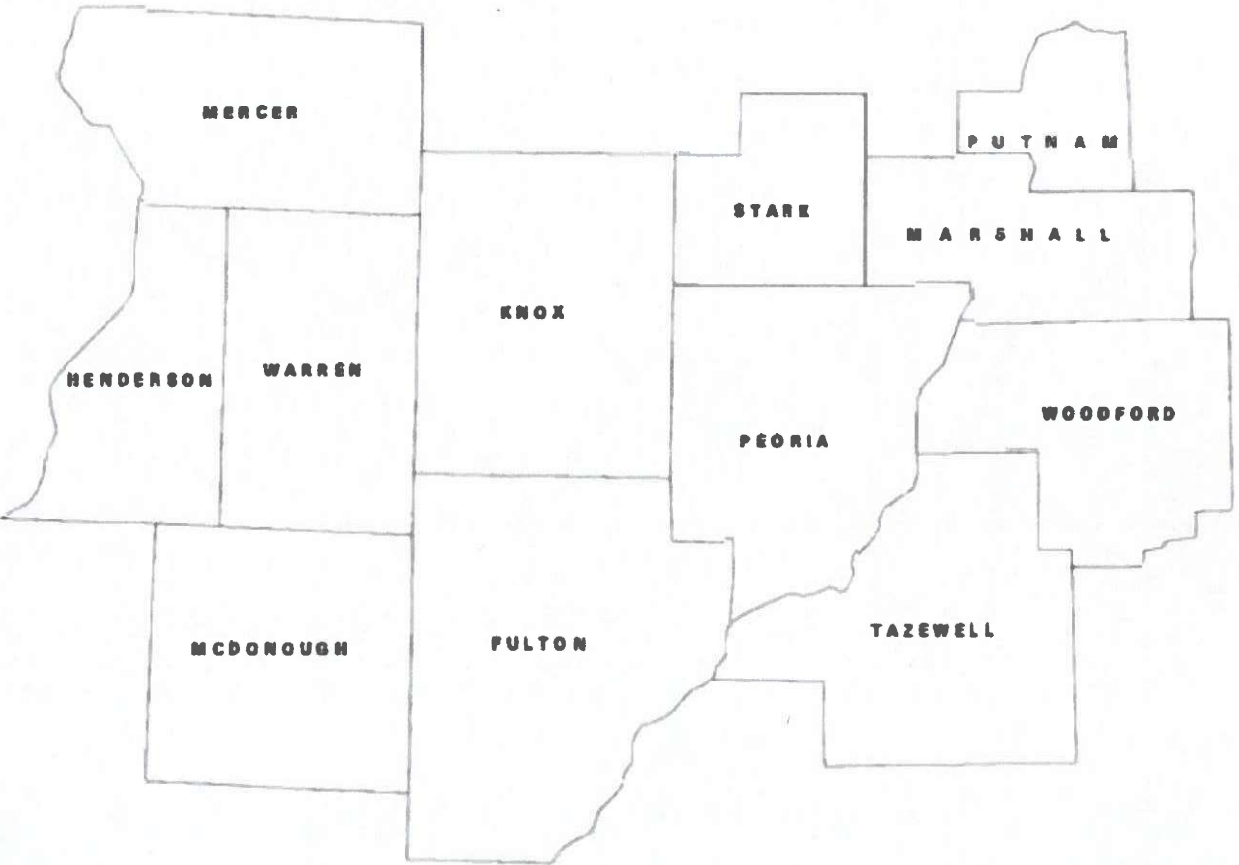 MERCER
PUTNAM
STARK
MARSHALL
KNOX
HENDERSON
WARREN
PEORIA
WOODFORD
MCDONOUGH
FULTON
TAZEWELL